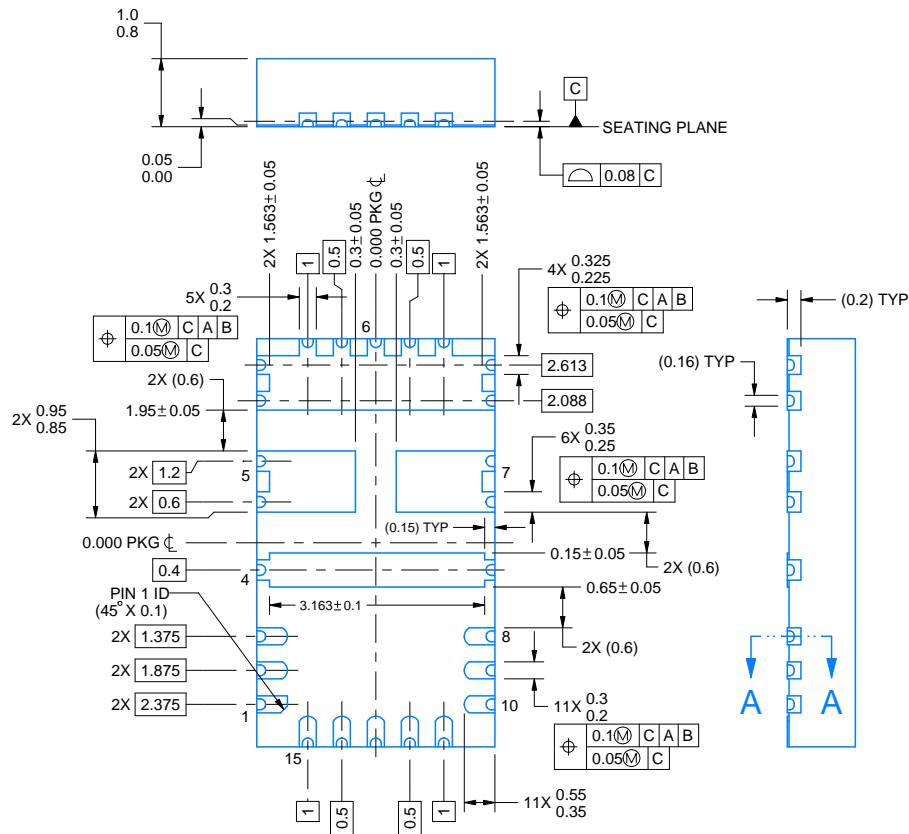 1.0
0.8
C
SEATING PLANE
0.05
0.00
0.08 C
2X 1.563± 0.05
1
0.5
0.3± 0.05
0.000 PKG ℄
0.3± 0.05
0.5
1
2X 1.563± 0.05
5X 0.3
0.2
4X 0.325
0.225
(0.2) TYP
0.1Ⓜ C A B
0.05Ⓜ C
6
0.1Ⓜ C A B
0.05Ⓜ C
(0.16) TYP
2X (0.6)
2.613
1.95± 0.05
2.088
2X 0.95
0.85
6X 0.35
0.25
2X 1.2
5
7
0.1Ⓜ C A B
0.05Ⓜ C
2X 0.6
(0.15) TYP
0.000 PKG ℄
0.15± 0.05
2X (0.6)
0.4
4
0.65± 0.05
PIN 1 ID
(45° X 0.1)
3.163± 0.1
2X 1.375
8
2X (0.6)
2X 1.875
A A
2X 2.375
1
10
11X 0.3
0.2
0.1Ⓜ C A B
0.05Ⓜ C
15
1
0.5
0.5
1
11X 0.55
0.35